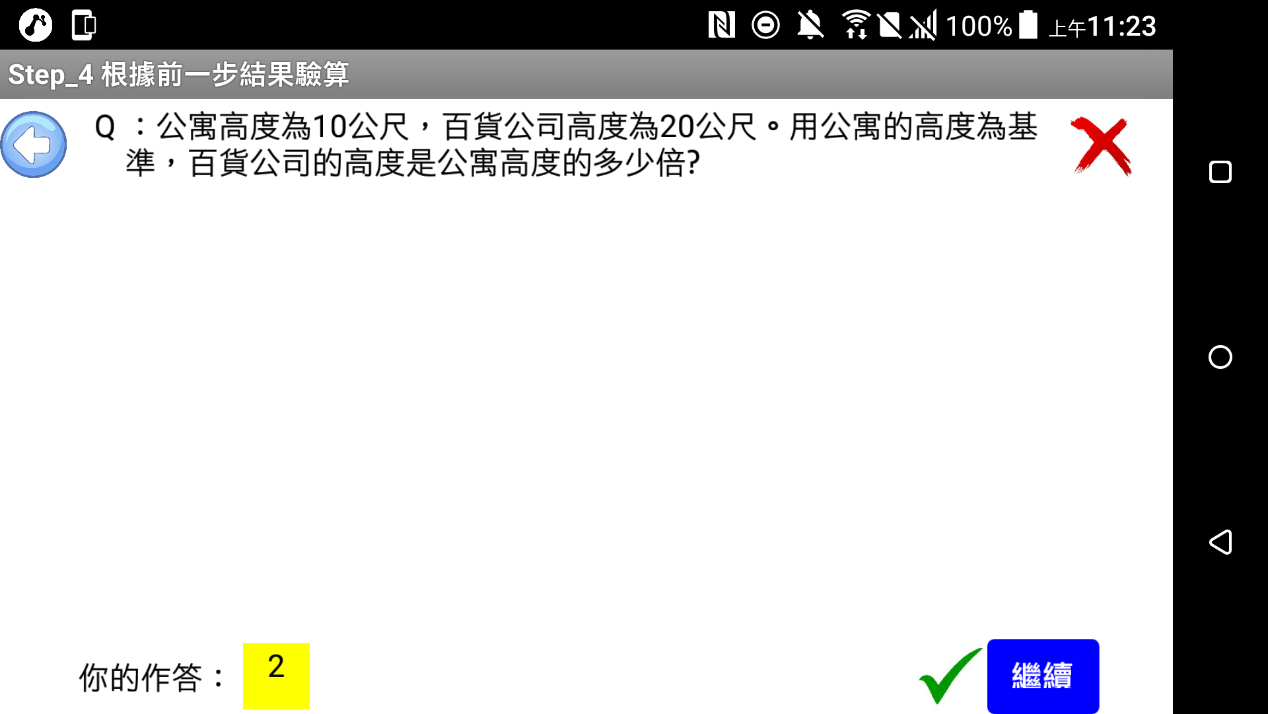 100% 上午11:23
Step_4 根據前一步結果驗算
Q ：公寓高度為10公尺，百貨公司高度為20公尺。用公寓的高度為基
準，百貨公司的高度是公寓高度的多少倍?
你的作答： 2
繼續